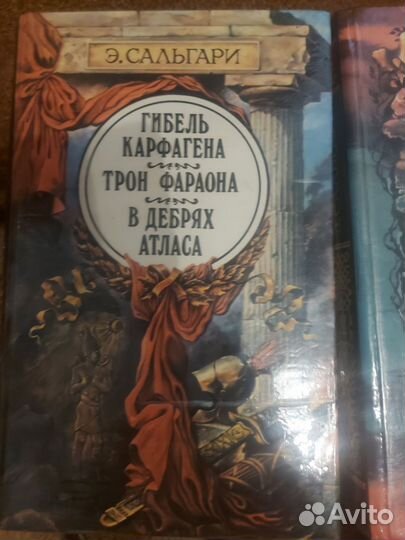 Э. САЛЬГАРИ
ГИБЕЛЬ
КАРФАГЕНА
ТРОН ФАРАОНА
В ДЕБРЯХ
АТЛАСА
Avito